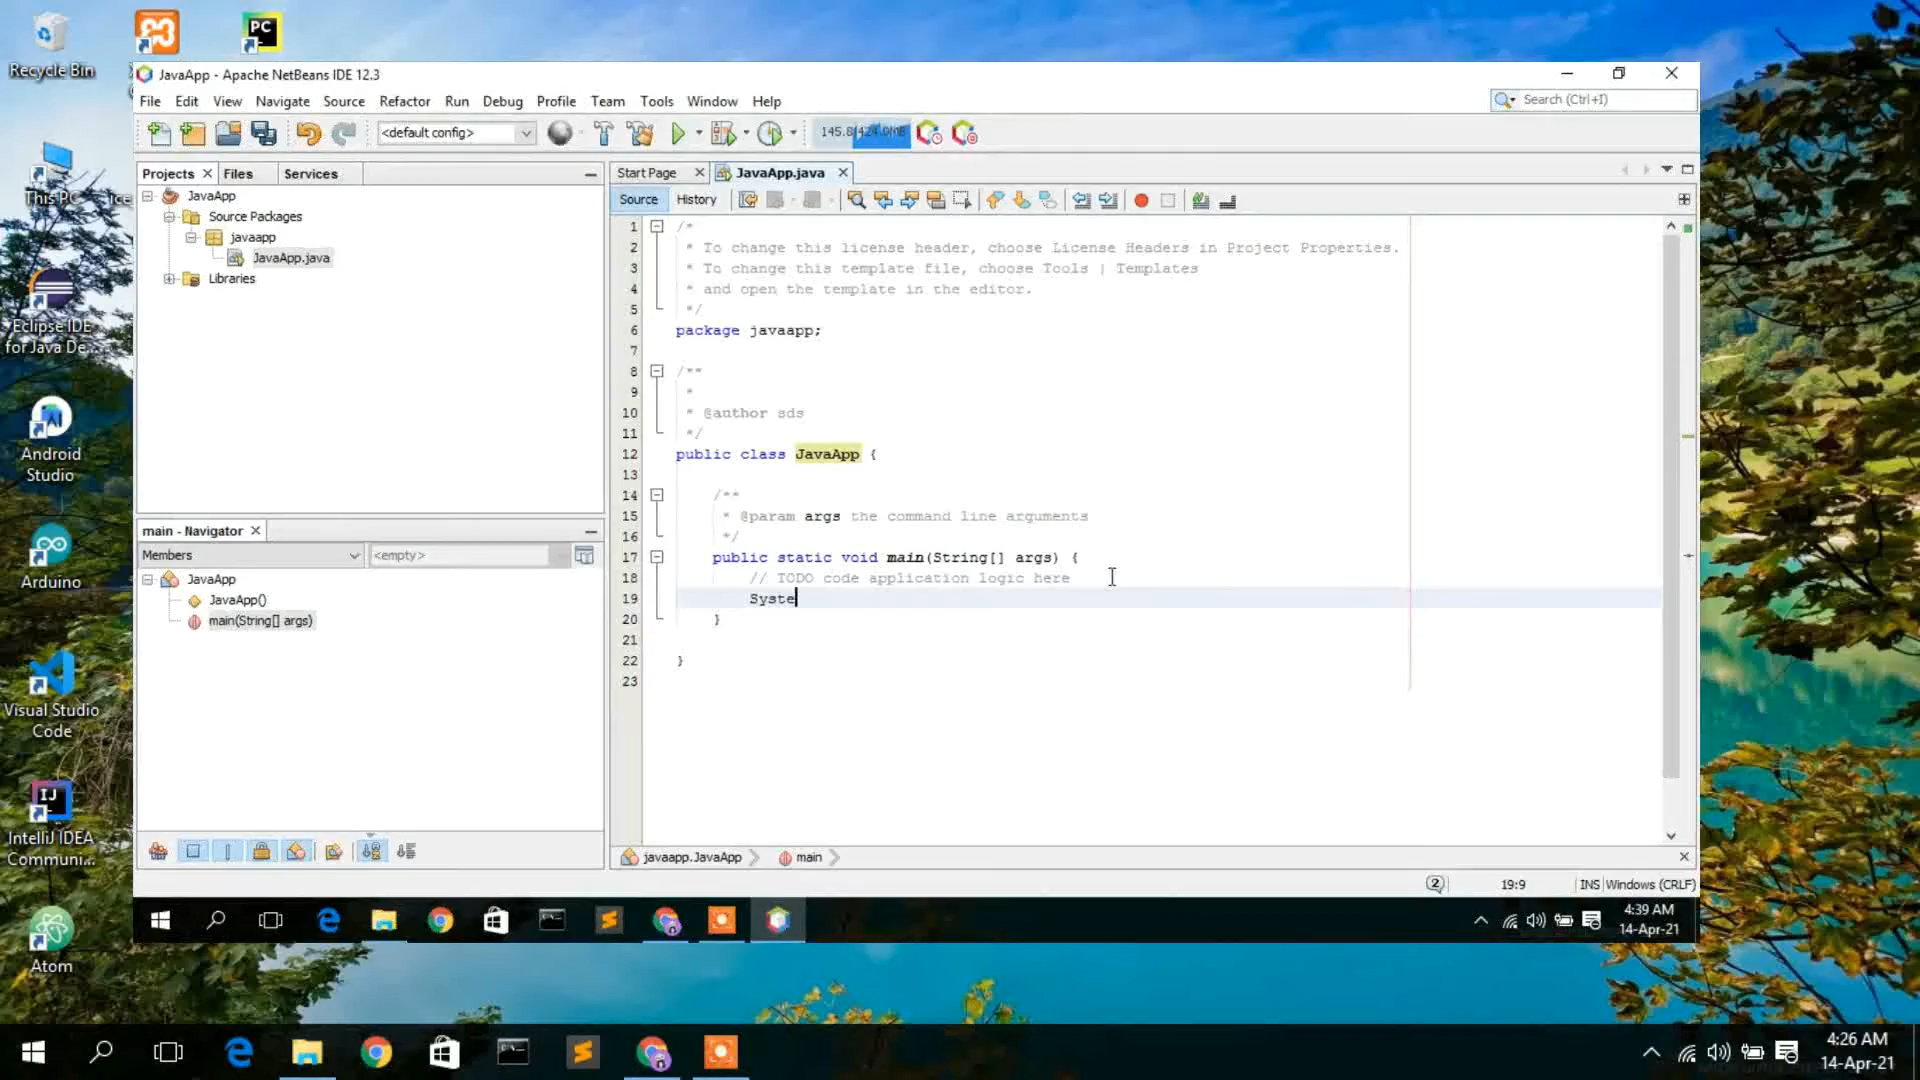 Recycle Bin
This PC
Eclipse IDE
for Java De...
Android
Studio
Arduino
Visual Studio
Code
IntelliJ IDEA
Communi...
Atom
JavaApp - Apache NetBeans IDE 12.3
File Edit View Navigate Source Refactor Run Debug Profile Team Tools Window Help
Search (Ctrl+I)
<default config>
145.8/424.0MB
Projects Files Services
JavaApp
Source Packages
javaapp
JavaApp.java
Libraries
main - Navigator
Members <empty>
JavaApp
JavaApp()
main(String[] args)
Start Page JavaApp.java
Source History
1 /*
2 * To change this license header, choose License Headers in Project Properties.
3 * To change this template file, choose Tools | Templates
4 * and open the template in the editor.
5 */
6 package javaapp;
7
8 /**
9 *
10 * @author sds
11 */
12 public class JavaApp {
13
14 /**
15 * @param args the command line arguments
16 */
17 public static void main(String[] args) {
18 // TODO code application logic here
19 Syste
20 }
21
22 }
23
javaapp.JavaApp main
2 19:9 INS Windows (CRLF)
4:39 AM
14-Apr-21
4:26 AM
14-Apr-21